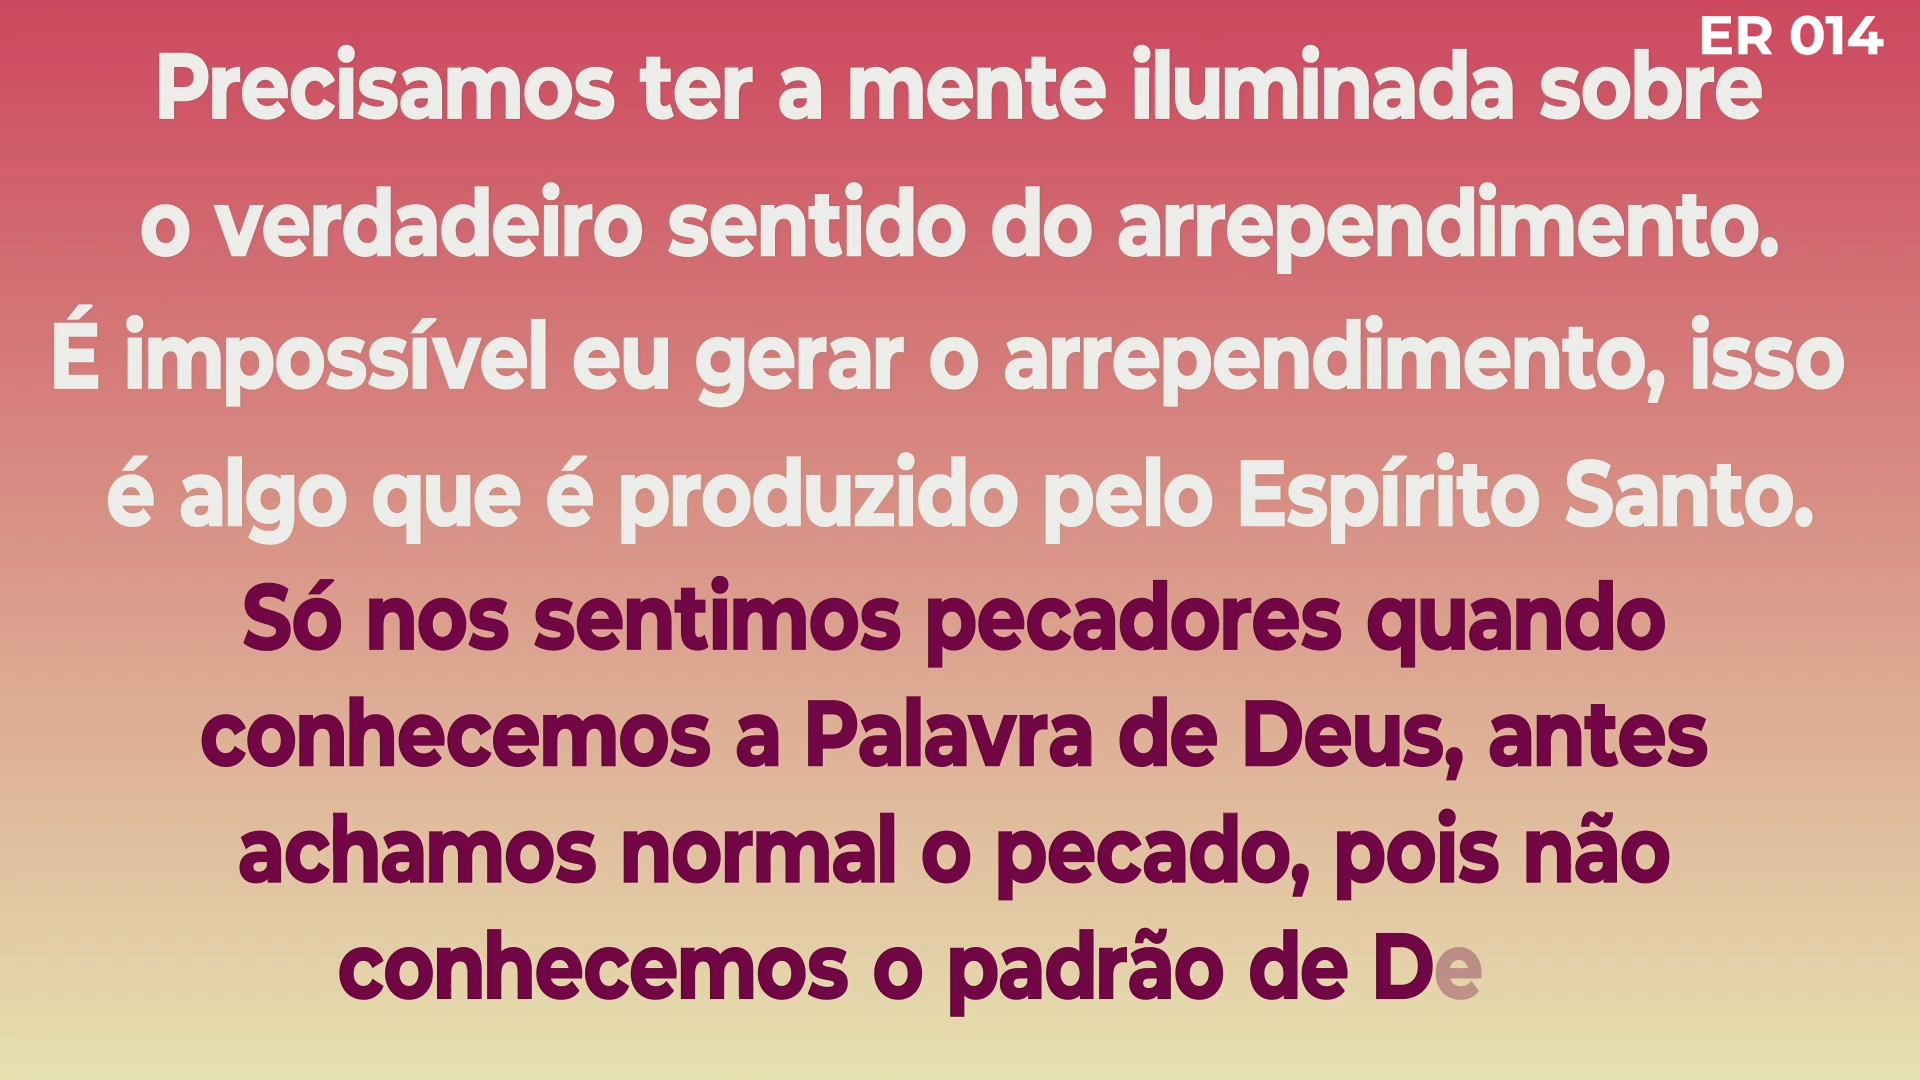 ER 014
Precisamos ter a mente iluminada sobre
o verdadeiro sentido do arrependimento.
É impossível eu gerar o arrependimento, isso
é algo que é produzido pelo Espírito Santo.
Só nos sentimos pecadores quando
conhecemos a Palavra de Deus, antes
achamos normal o pecado, pois não
conhecemos o padrão de De